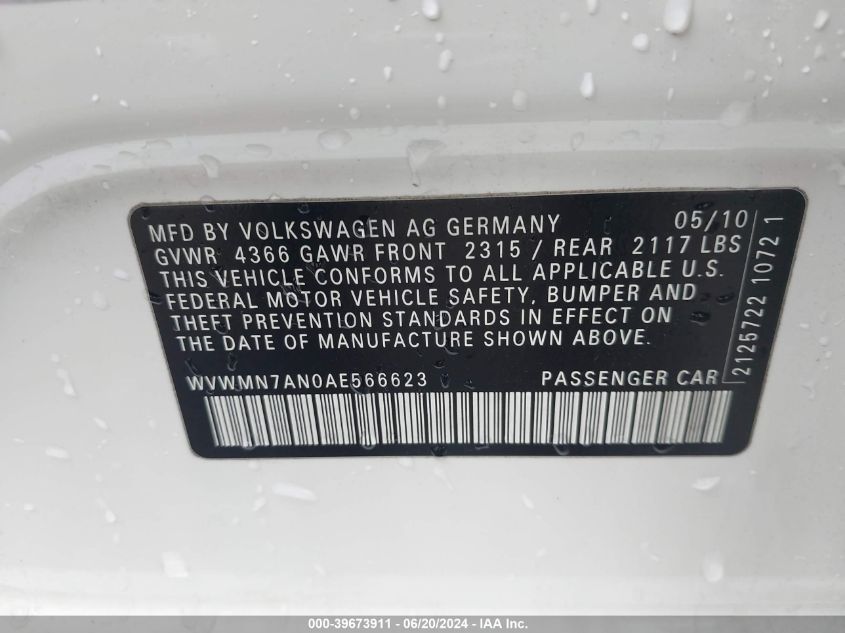 MFD BY VOLKSWAGEN AG GERMANY 05/10
GVWR 4366 GAWR FRONT 2315 / REAR 2117 LBS
THIS VEHICLE CONFORMS TO ALL APPLICABLE U.S.
FEDERAL MOTOR VEHICLE SAFETY, BUMPER AND
THEFT PREVENTION STANDARDS IN EFFECT ON
THE DATE OF MANUFACTURE SHOWN ABOVE.
WVWMN7AN0AE566623 PASSENGER CAR
2125722 1072 1
000-39673911 - 06/20/2024 - IAA Inc.